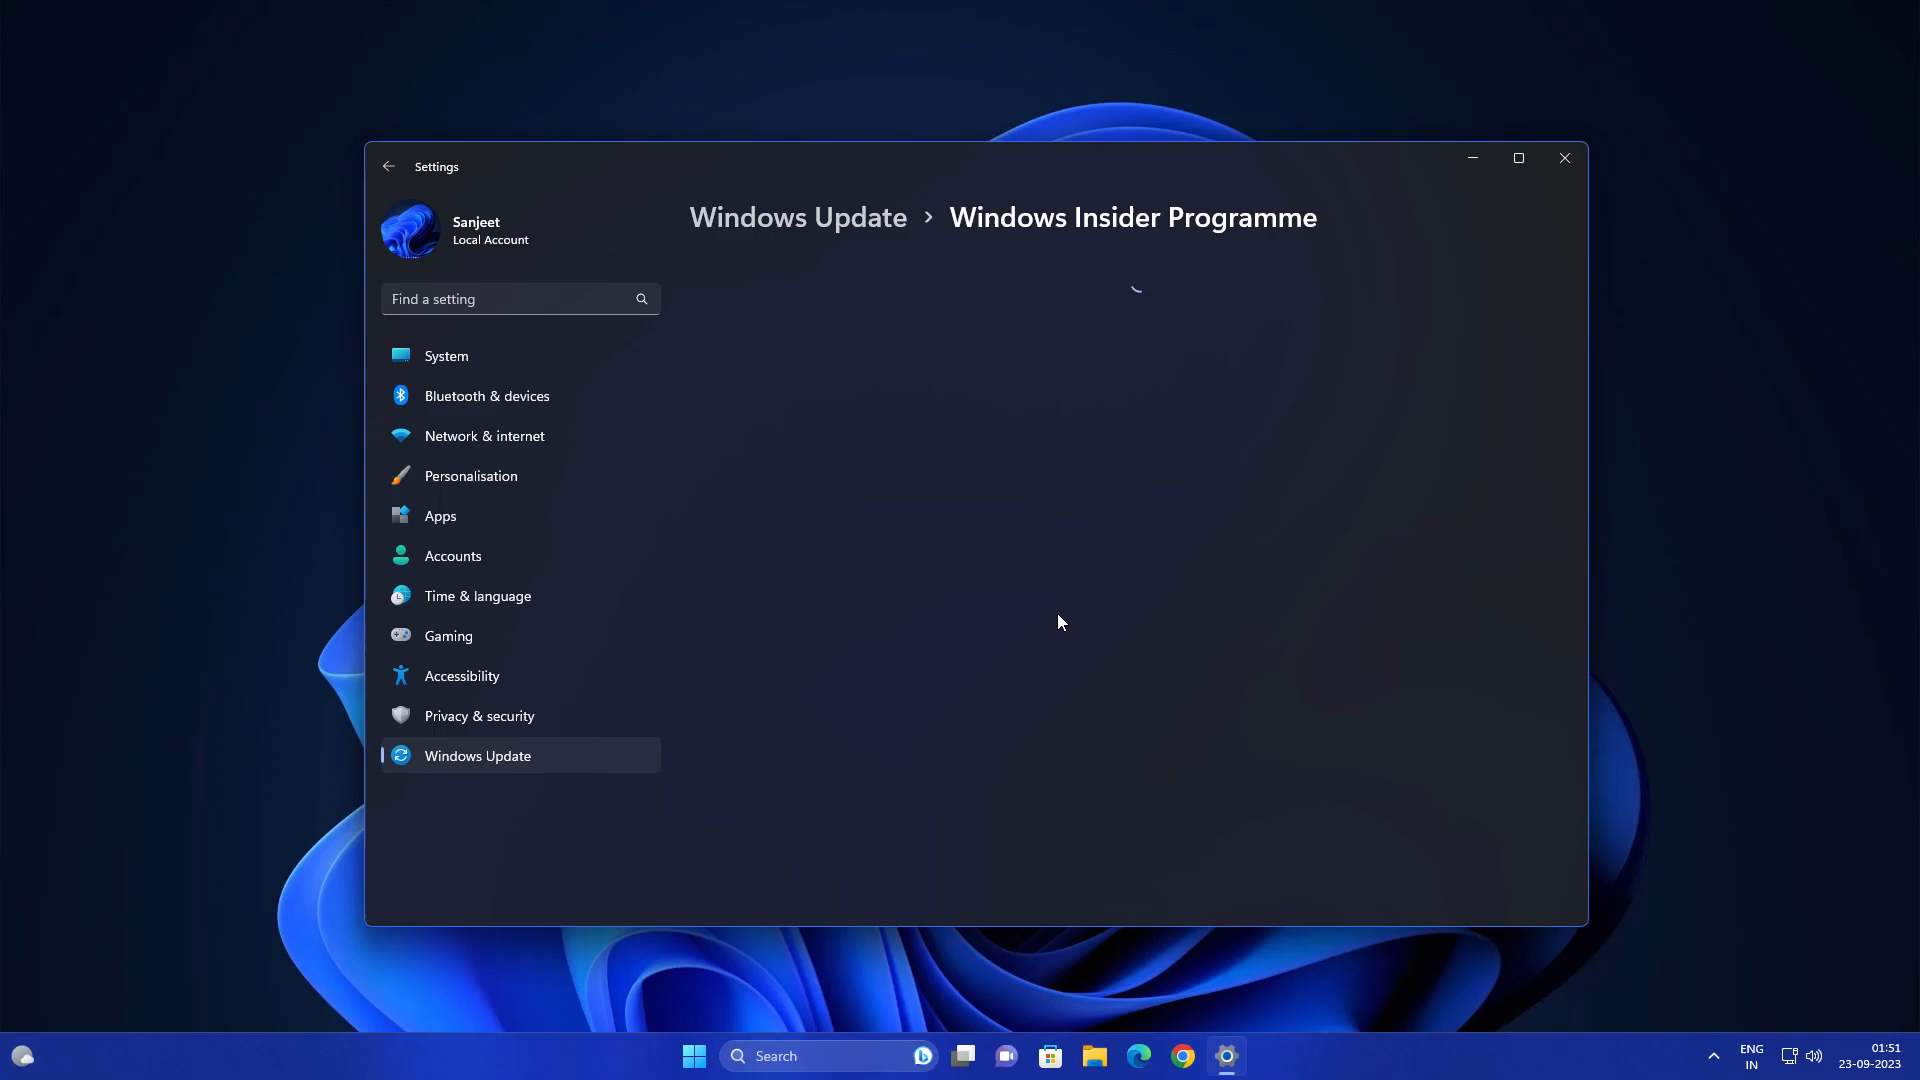 Settings
Sanjeet
Local Account
Windows Update > Windows Insider Programme
Find a setting
System
Bluetooth & devices
Network & internet
Personalisation
Apps
Accounts
Time & language
Gaming
Accessibility
Privacy & security
Windows Update
Search
ENG
IN
01:51
23-09-2023